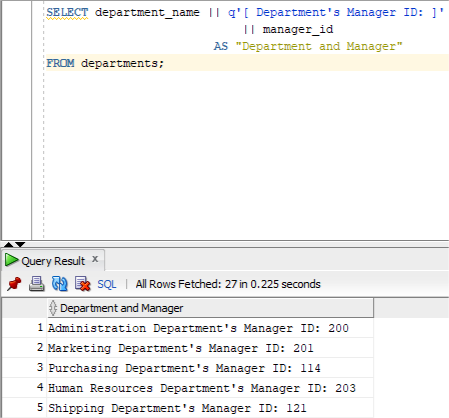 SELECT department_name || q'[ Department's Manager ID: ]'
|| manager_id
AS "Department and Manager"
FROM departments;
Query Result x
SQL | All Rows Fetched: 27 in 0.225 seconds
Department and Manager
1 Administration Department's Manager ID: 200
2 Marketing Department's Manager ID: 201
3 Purchasing Department's Manager ID: 114
4 Human Resources Department's Manager ID: 203
5 Shipping Department's Manager ID: 121